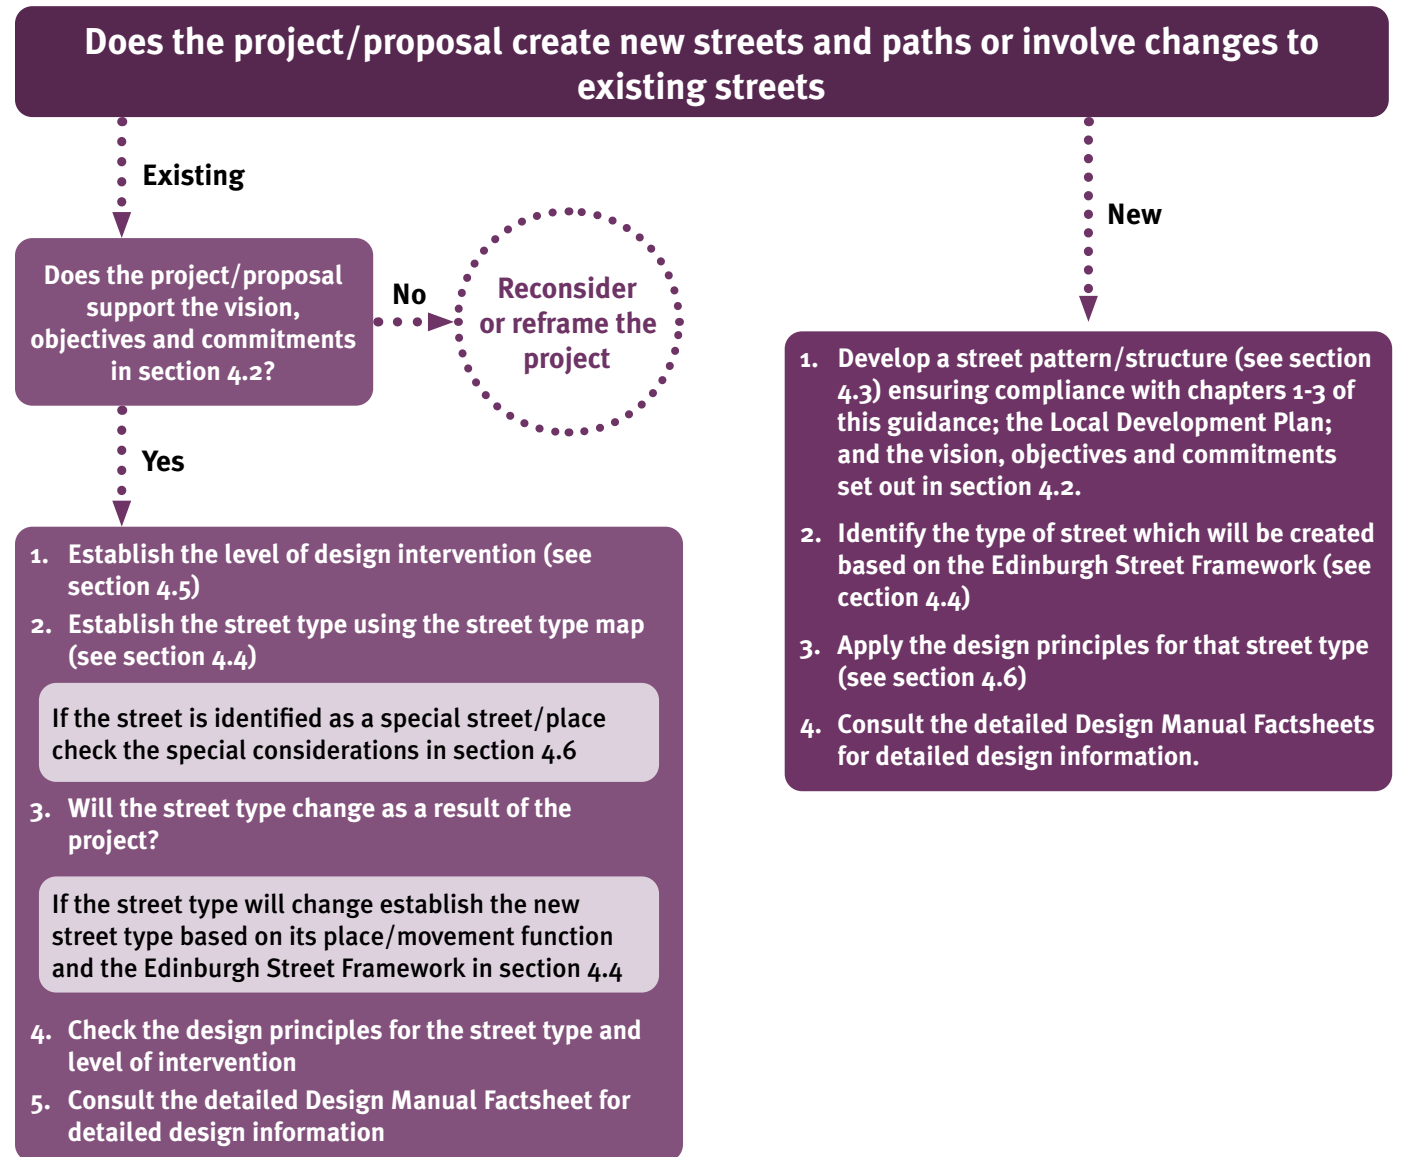 Does the project/proposal create new streets and paths or involve changes to
existing streets
Existing
Does the project/proposal
support the vision,
objectives and commitments
in section 4.2?
No
Reconsider
or reframe the
project
Yes
1. Establish the level of design intervention (see
section 4.5)
2. Establish the street type using the street type map
(see section 4.4)
If the street is identified as a special street/place
check the special considerations in section 4.6
3. Will the street type change as a result of the
project?
If the street type will change establish the new
street type based on its place/movement function
and the Edinburgh Street Framework in section 4.4
4. Check the design principles for the street type and
level of intervention
5. Consult the detailed Design Manual Factsheet for
detailed design information
New
1. Develop a street pattern/structure (see section
4.3) ensuring compliance with chapters 1-3 of
this guidance; the Local Development Plan;
and the vision, objectives and commitments
set out in section 4.2.
2. Identify the type of street which will be created
based on the Edinburgh Street Framework (see
cection 4.4)
3. Apply the design principles for that street type
(see section 4.6)
4. Consult the detailed Design Manual Factsheets
for detailed design information.